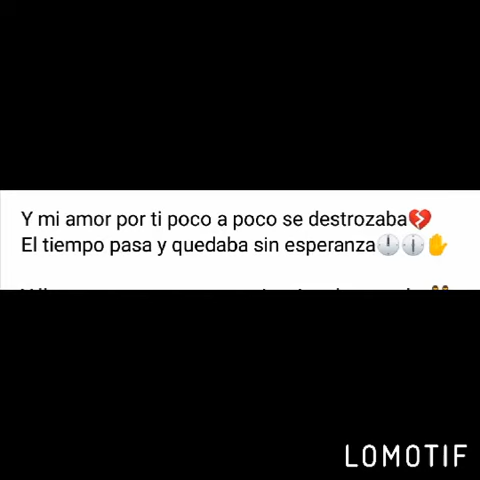 Y mi amor por ti poco a poco se destrozaba💔
El tiempo pasa y quedaba sin esperanza🕛🕧✋
LOMOTIF